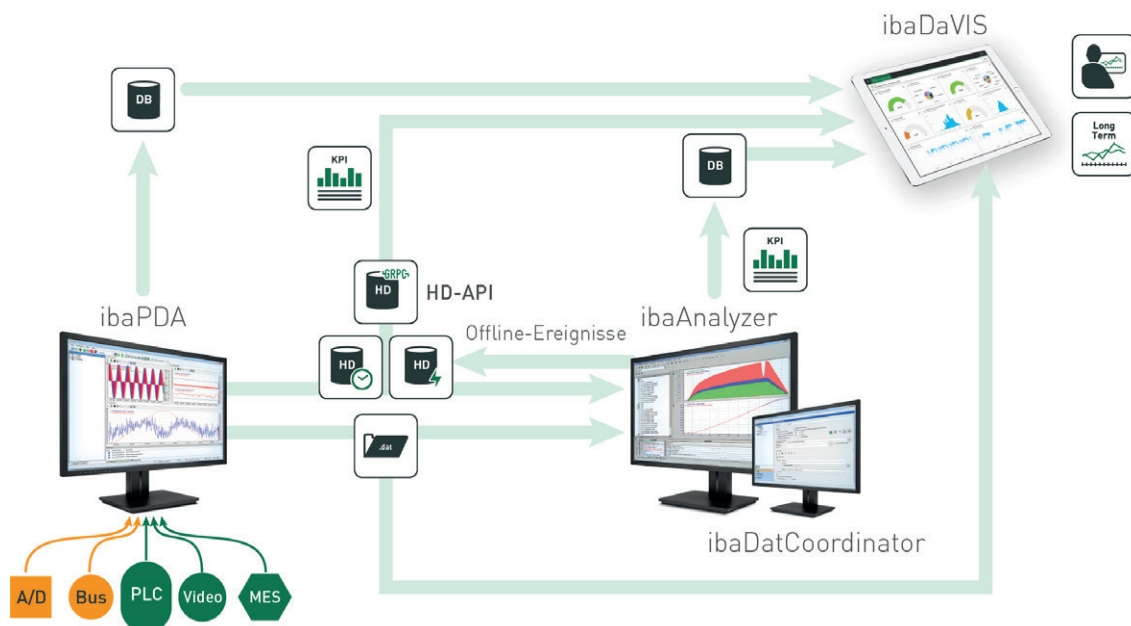 ibaDaVIS
DB
Long
Term
KPI
DB
KPI
GRPC
HD
HD-API
ibaPDA
Offline-Ereignisse
ibaAnalyzer
HD
HD
.dat
ibaDatCoordinator
A/D
Bus
PLC
Video
MES